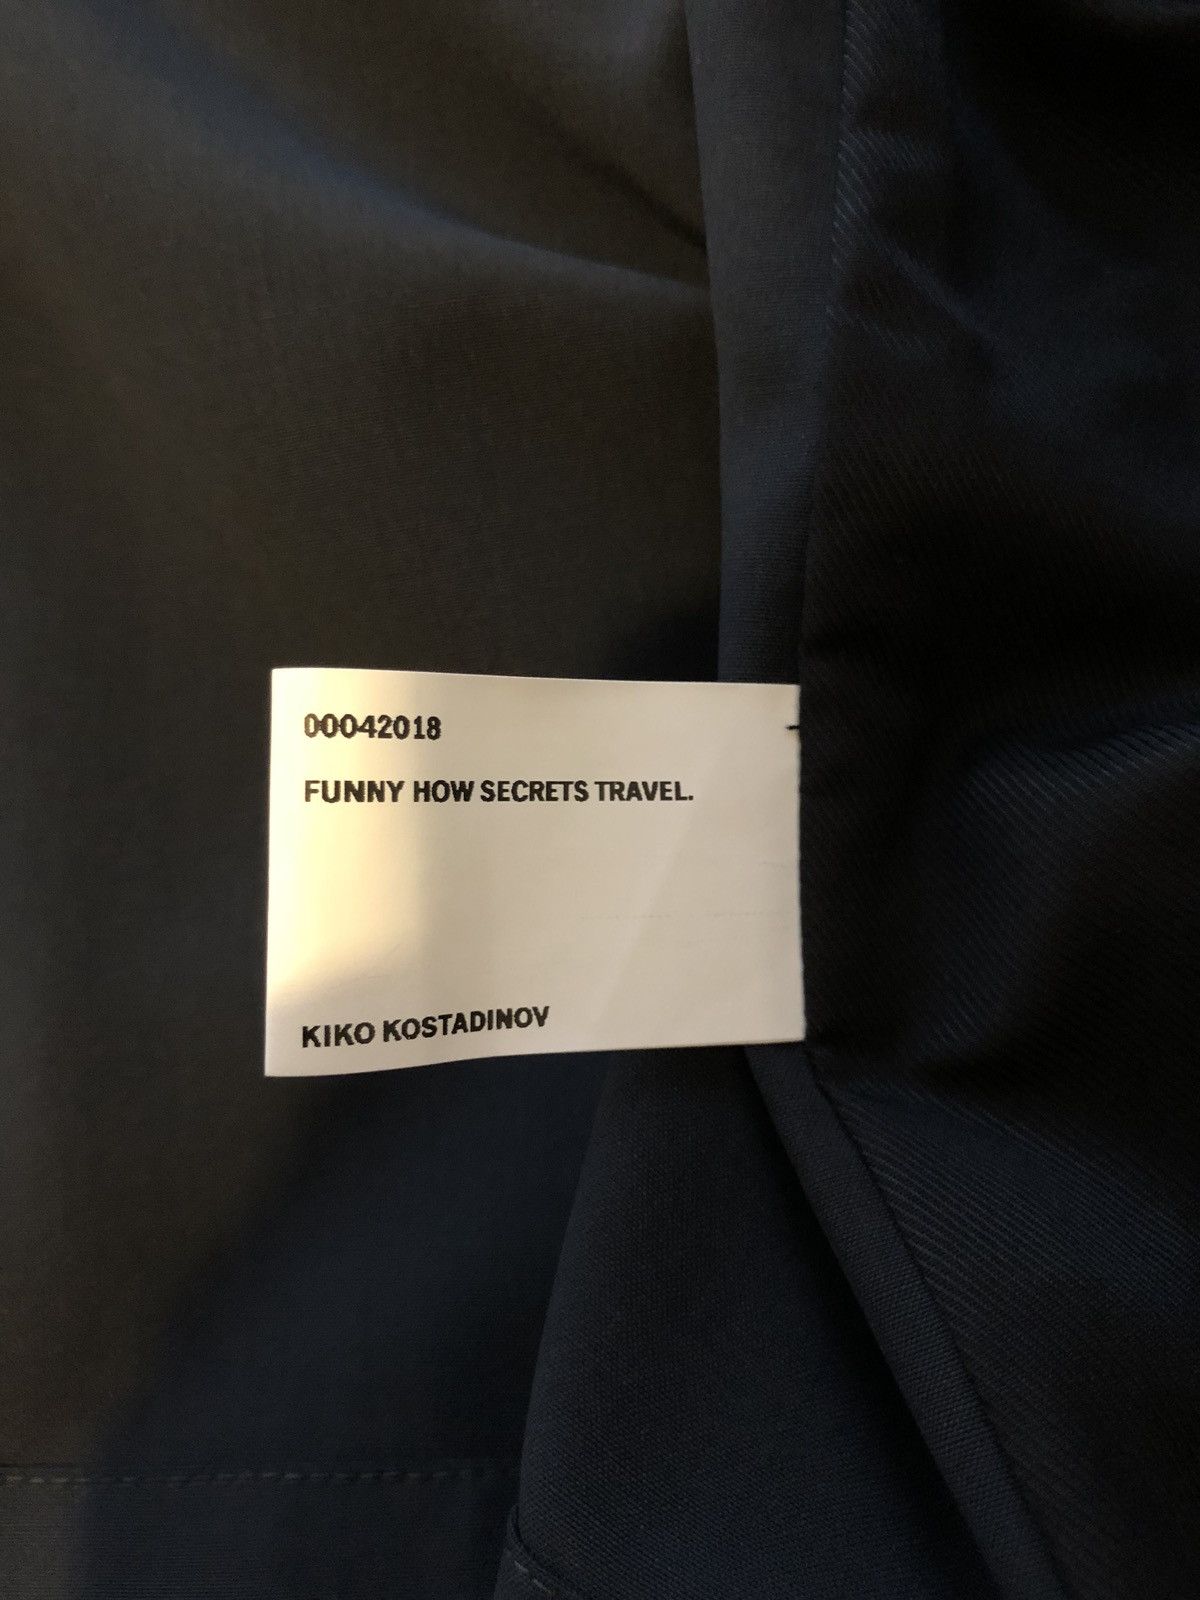 00042018
FUNNY HOW SECRETS TRAVEL.
KIKO KOSTADINOV